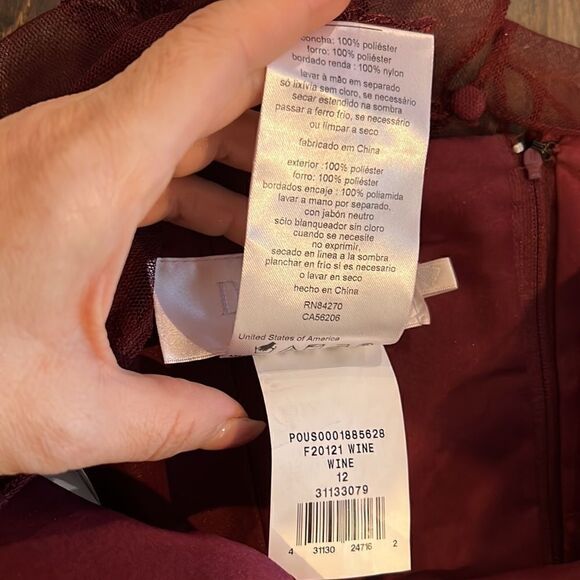 concha: 100% poliéster
forro: 100% poliéster
bordado renda : 100% nylon
lavar à mão em separado
só lixívia sem cloro, se necessário
secar estendido na sombra
passar a ferro frio, se necessário
ou limpar a seco
fabricado em China
exterior :100% poliéster
forro: 100% poliéster
bordados encaje : 100% poliamida
lavar a mano por separado,
con jabón neutro
sólo blanqueador sin cloro
cuando se necesite
no exprimir,
secado en linea a la sombra
planchar en frío si es necesario
o lavar en seco
hecho en China
RN84270
CA56206
United States of America
POUS0001885628
F20121 WINE
WINE
12
31133079
4 31130 24716 2